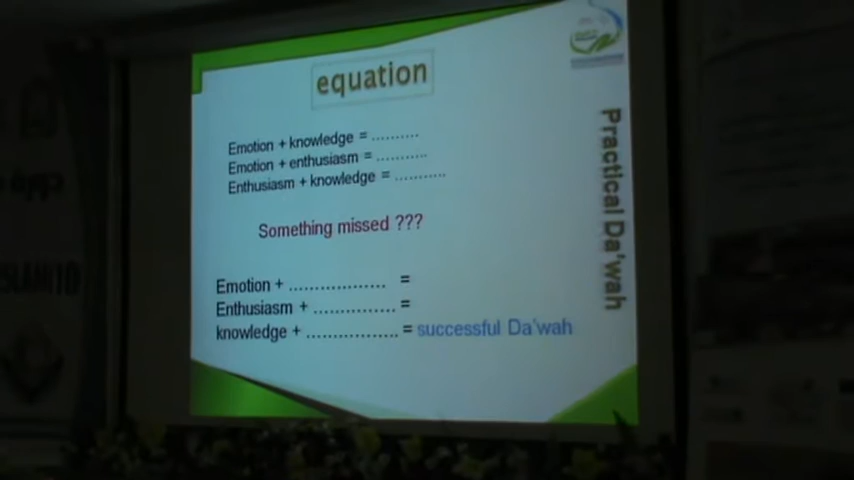 equation
Emotion + knowledge = ..........
Emotion + enthusiasm = ...........
Enthusiasm + knowledge = ...........
Something missed ???
Emotion + .................. =
Enthusiasm + ............... =
knowledge + ................. = successful Da'wah
Practical Da'wah